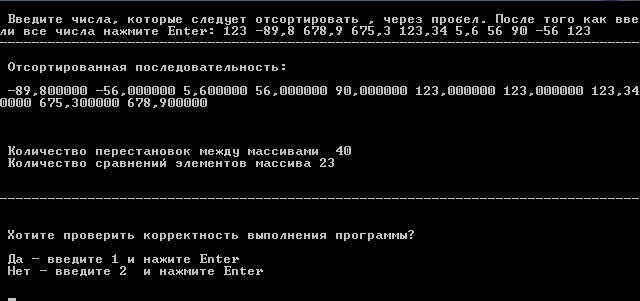 Введите числа, которые следует отсортировать , через пробел. После того как вве
ли все числа нажмите Enter: 123 -89,8 678,9 675,3 123,34 5,6 56 90 -56 123
Отсортированная последовательность:
-89,800000 -56,000000 5,600000 56,000000 90,000000 123,000000 123,000000 123,34
0000 675,300000 678,900000
Количество перестановок между массивами  40
Количество сравнений элементов массива 23
Хотите проверить корректность выполнения программы?
Да - введите 1 и нажите Enter
Нет - введите 2  и нажмите Enter